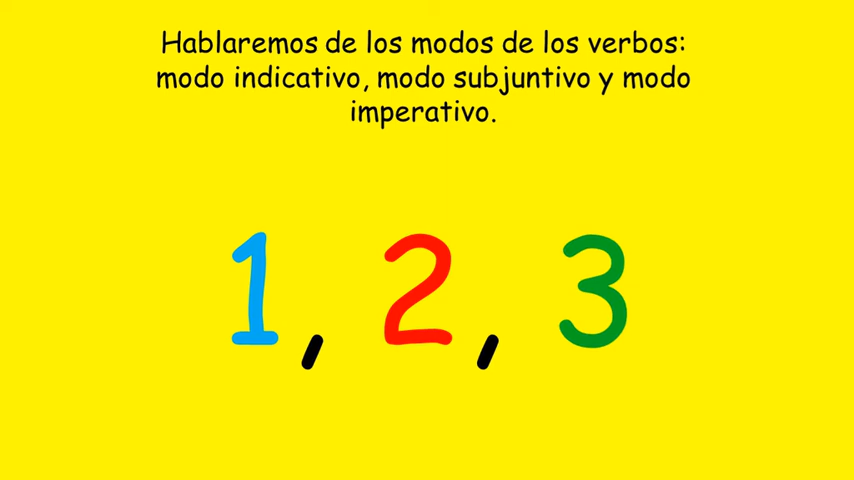 Hablaremos de los modos de los verbos:
modo indicativo, modo subjuntivo y modo
imperativo.
1, 2, 3